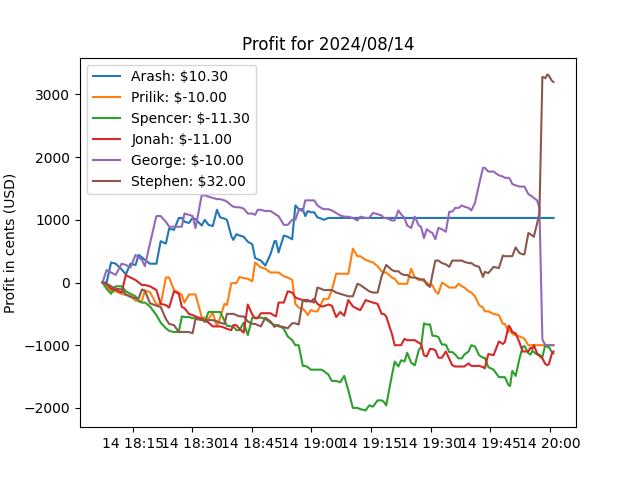 Profit for 2024/08/14
Arash: $10.30
Prilik: $-10.00
Spencer: $-11.30
Jonah: $-11.00
George: $-10.00
Stephen: $32.00
Profit in cents (USD)
3000
2000
1000
0
−1000
−2000
14 18:15 14 18:30 14 18:45 14 19:00 14 19:15 14 19:30 14 19:45 14 20:00